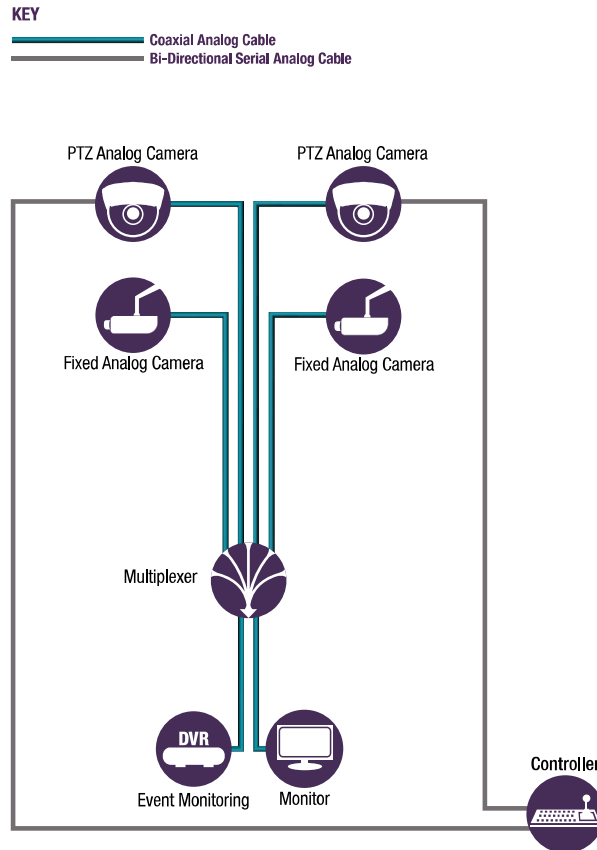 KEY
Coaxial Analog Cable
Bi-Directional Serial Analog Cable
PTZ Analog Camera
PTZ Analog Camera
Fixed Analog Camera
Fixed Analog Camera
Multiplexer
DVR
Event Monitoring
Monitor
Controller